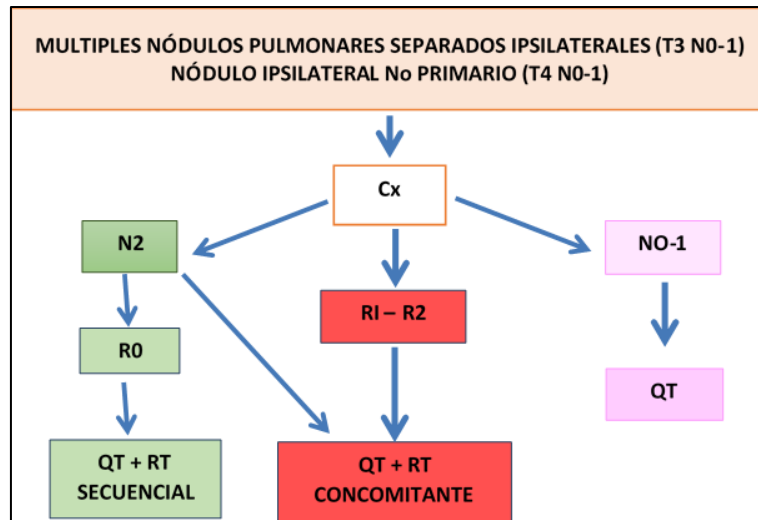 MULTIPLES NÓDULOS PULMONARES SEPARADOS IPSILATERALES (T3 N0-1)
NÓDULO IPSILATERAL No PRIMARIO (T4 N0-1)
Cx
N2
NO-1
RI – R2
R0
QT
QT + RT
SECUENCIAL
QT + RT
CONCOMITANTE